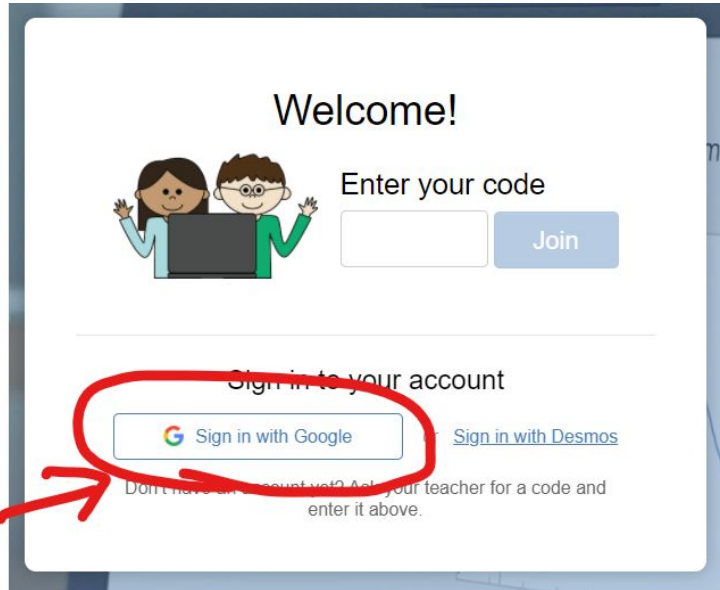 Welcome!
Enter your code
Join
Sign in to your account
Sign in with Google
or Sign in with Desmos
Don't have an account yet? Ask your teacher for a code and
enter it above.